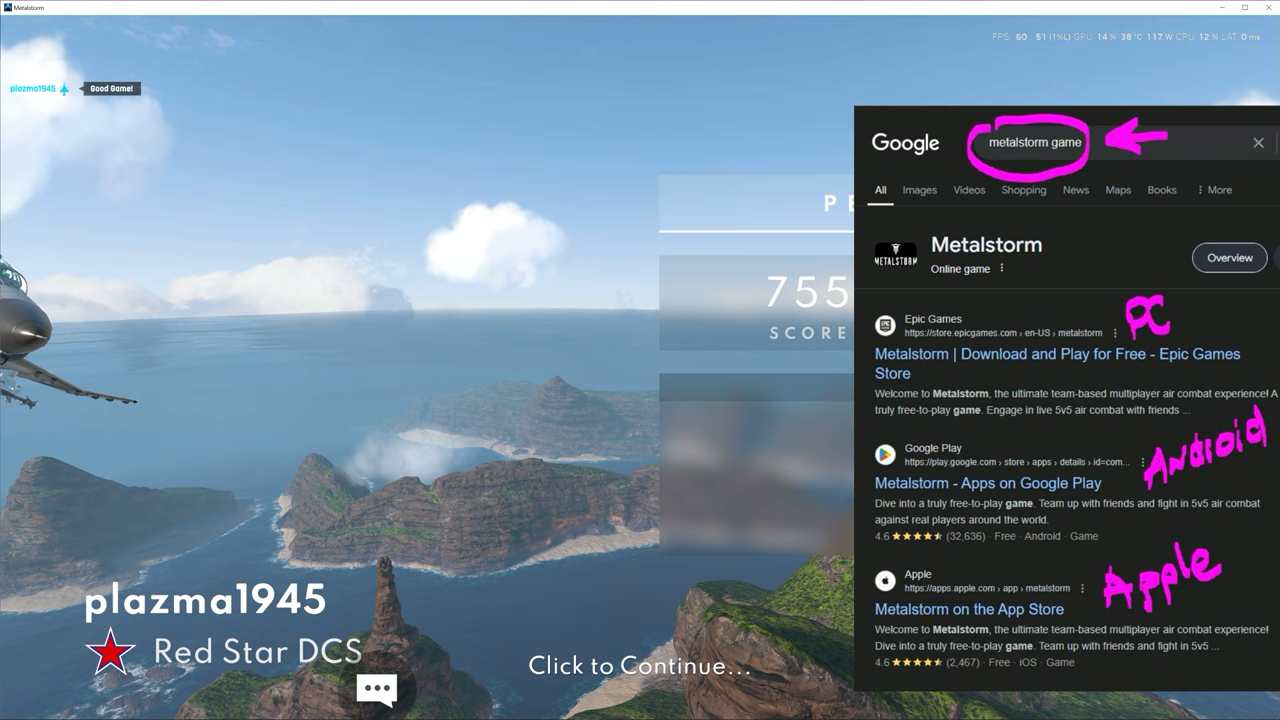 Metalstorm
FPS 60 · 51 (1%L) GPU 14 % 38 °C 117 W CPU 12 % LAT 0 ms
plazma1945
Good Game!
Google
metalstorm game
All Images Videos Shopping News Maps Books More
METALSTORM
Metalstorm
Online game
Overview
PE
755
SCORE
Epic Games
https://store.epicgames.com › en-US › metalstorm
PC
Metalstorm | Download and Play for Free - Epic Games
Store
Welcome to Metalstorm, the ultimate team-based multiplayer air combat experience! A
truly free-to-play game. Engage in live 5v5 air combat with friends ...
Google Play
https://play.google.com › store › apps › details › id=com...
Android
Metalstorm - Apps on Google Play
Dive into a truly free-to-play game. Team up with friends and fight in 5v5 air combat
against real players around the world.
4.6 (32,636) · Free · Android · Game
Apple
https://apps.apple.com › app › metalstorm
Apple
Metalstorm on the App Store
Welcome to Metalstorm, the ultimate team-based multiplayer air combat experience!
Dive into a truly free-to-play game. Team up with friends and fight in 5v5 ...
4.6 (2,467) · Free · iOS · Game
plazma1945
Red Star DCS
Click to Continue...